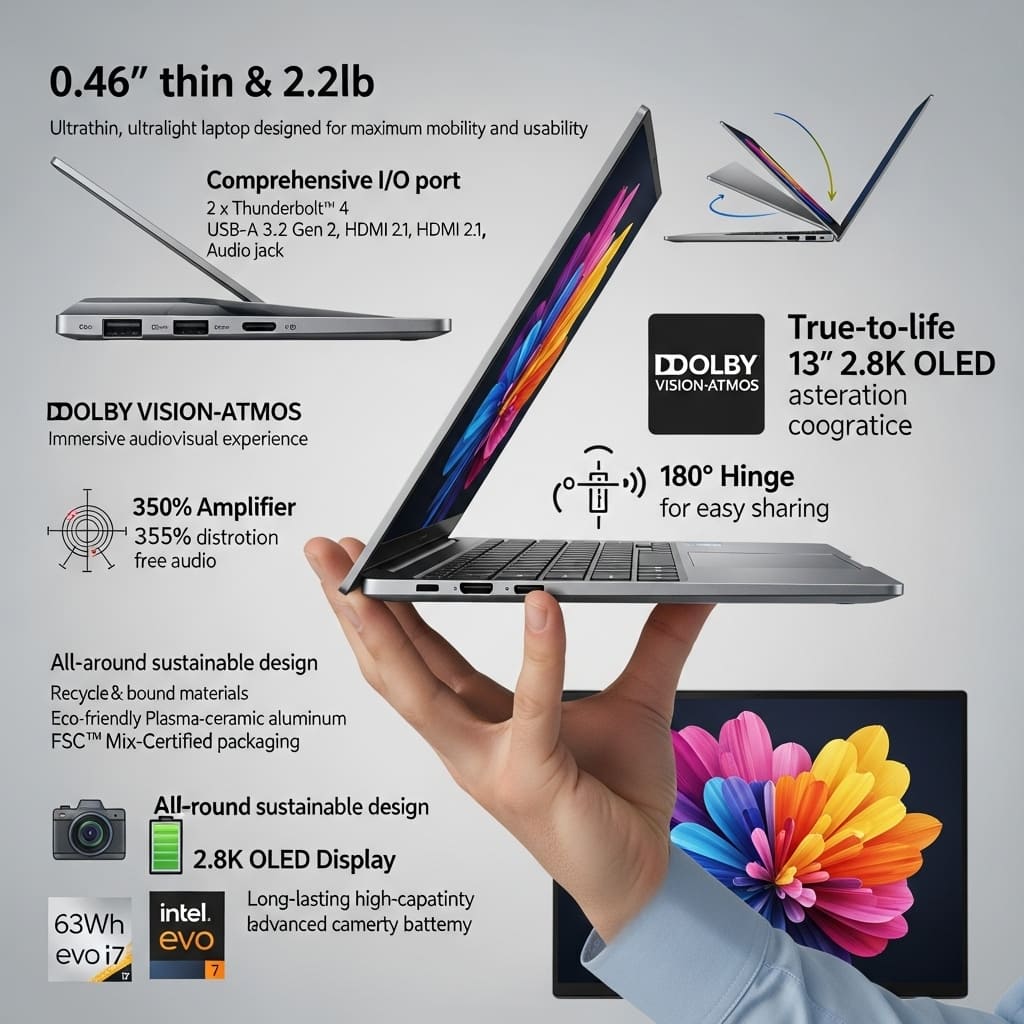 0.46" thin & 2.2lb
Ultrathin, ultralight laptop designed for maximum mobility and usability
Comprehensive I/O port
2 x Thunderbolt™ 4
USB-A 3.2 Gen 2, HDMI 2.1, HDMI 2.1,
Audio jack
DOLBY
VISION-ATMOS
True-to-life
13" 2.8K OLED
asteration
coogratice
DOLBY VISION-ATMOS
Immersive audiovisual experience
180° Hinge
for easy sharing
350% Amplifier
355% distrotion
free audio
All-around sustainable design
Recycle & bound materials
Eco-friendly Plasma-ceramic aluminum
FSC™ Mix-Certified packaging
All-round sustainable design
2.8K OLED Display
Long-lasting high-capatinty
ladvanced camerty battemy
63Wh
evo i7
i7
intel.
evo
7